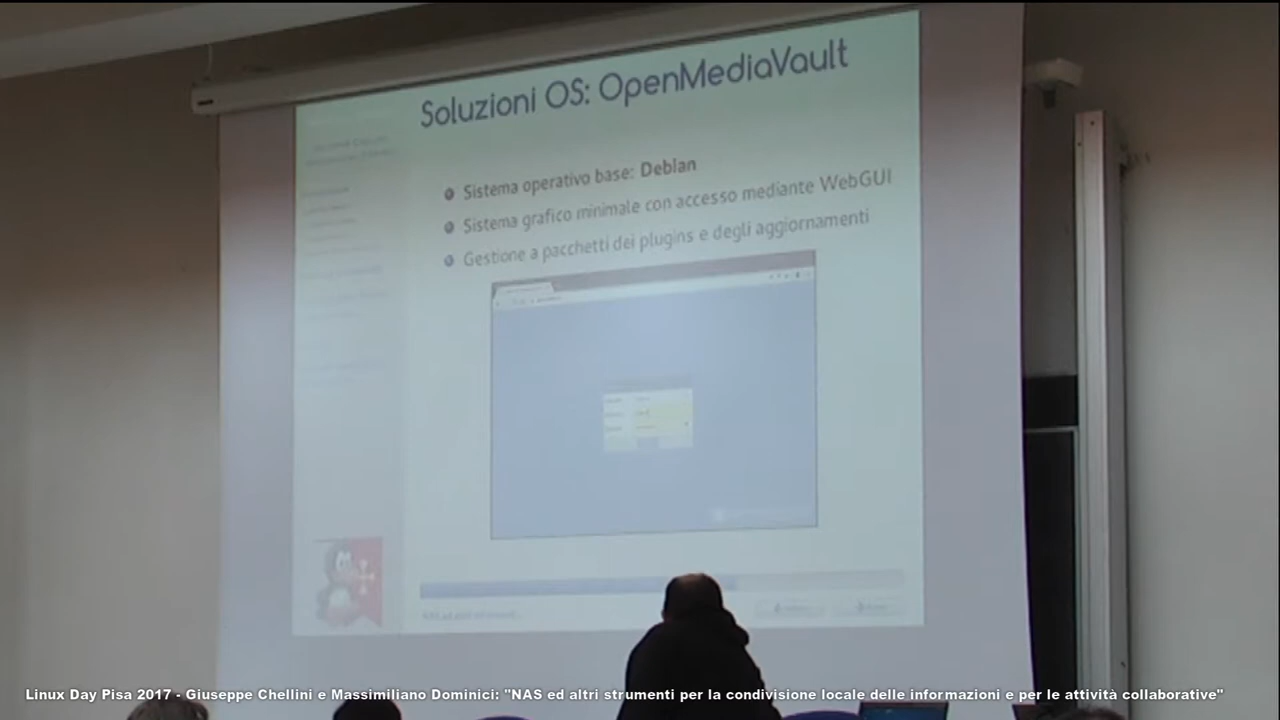 Soluzioni OS: OpenMediaVault
Sistema operativo base: Debian
Sistema grafico minimale con accesso mediante WebGUI
Gestione a pacchetti dei plugins e degli aggiornamenti
Linux Day Pisa 2017 - Giuseppe Chellini e Massimiliano Dominici: "NAS ed altri strumenti per la condivisione locale delle informazioni e per le attività collaborative"